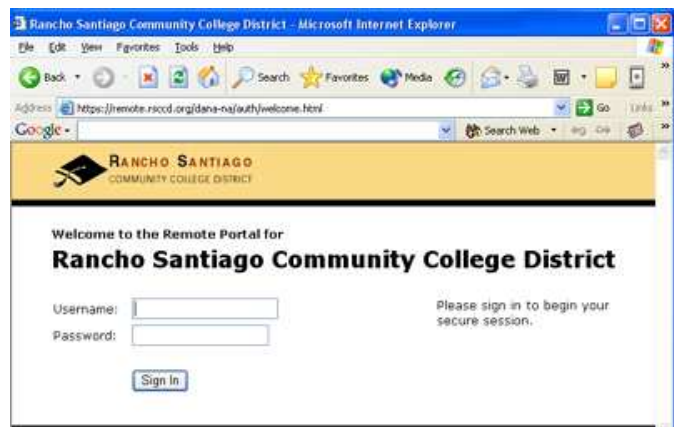 Rancho Santiago Community College District - Microsoft Internet Explorer
File Edit View Favorites Tools Help
Back Search Favorites Media W
Address https://remote.rsccd.org/dana-na/auth/welcome.html Go Links
Google Search Web
RANCHO SANTIAGO
COMMUNITY COLLEGE DISTRICT
Welcome to the Remote Portal for
Rancho Santiago Community College District
Username:
Please sign in to begin your
secure session.
Password:
Sign In